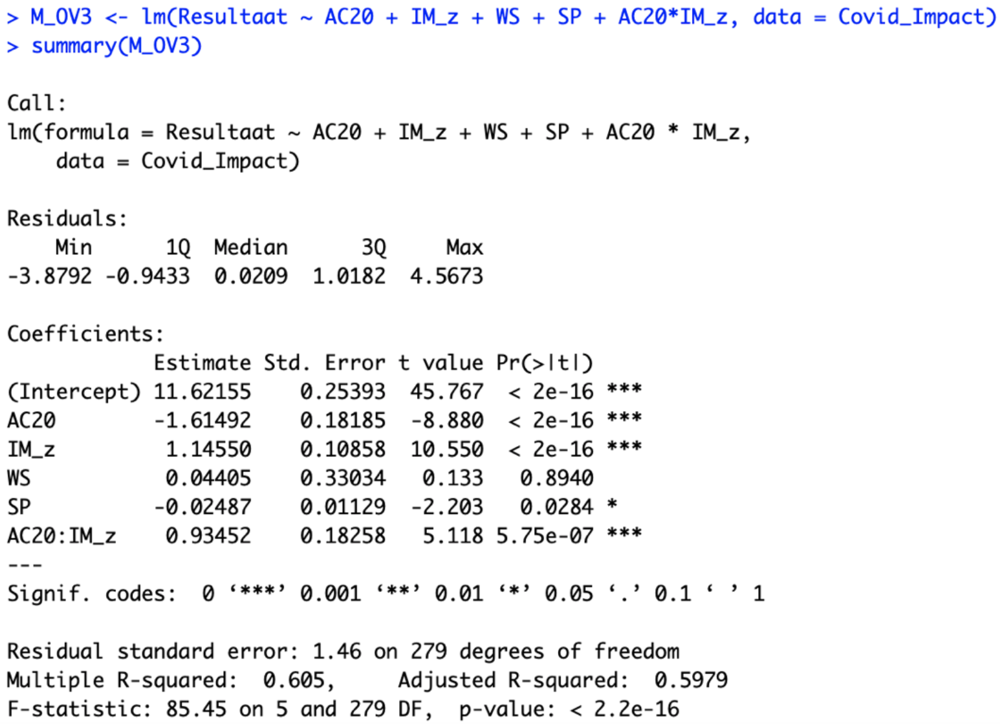 > M_OV3 <- lm(Resultaat ~ AC20 + IM_z + WS + SP + AC20*IM_z, data = Covid_Impact)
> summary(M_OV3)
Call:
lm(formula = Resultaat ~ AC20 + IM_z + WS + SP + AC20 * IM_z,
    data = Covid_Impact)
Residuals:
    Min      1Q  Median      3Q     Max
-3.8792 -0.9433  0.0209  1.0182  4.5673
Coefficients:
            Estimate Std. Error t value Pr(>|t|)
(Intercept) 11.62155    0.25393  45.767  < 2e-16 ***
AC20        -1.61492    0.18185  -8.880  < 2e-16 ***
IM_z         1.14550    0.10858  10.550  < 2e-16 ***
WS           0.04405    0.33034   0.133   0.8940
SP          -0.02487    0.01129  -2.203   0.0284 *
AC20:IM_z    0.93452    0.18258   5.118 5.75e-07 ***
---
Signif. codes:  0 ‘***’ 0.001 ‘**’ 0.01 ‘*’ 0.05 ‘.’ 0.1 ‘ ’ 1
Residual standard error: 1.46 on 279 degrees of freedom
Multiple R-squared:  0.605,     Adjusted R-squared:  0.5979
F-statistic: 85.45 on 5 and 279 DF,  p-value: < 2.2e-16